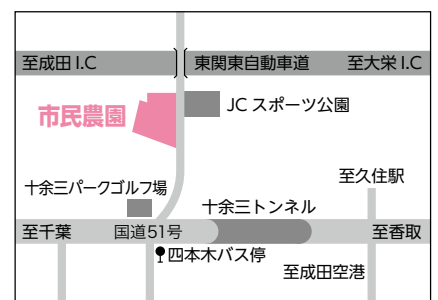 至成田 I.C
東関東自動車道
至大栄 I.C
市民農園
JC スポーツ公園
十余三パークゴルフ場
至久住駅
十余三トンネル
至千葉
国道51号
至香取
四本木バス停
至成田空港